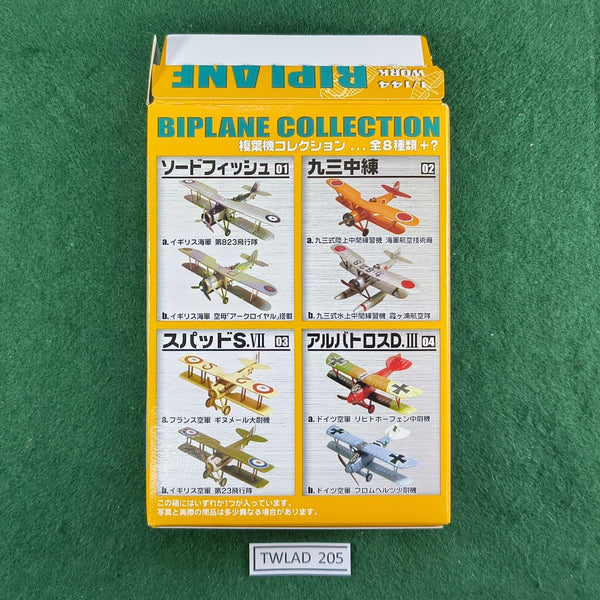 1/144
WORK
BIPLANE
BIPLANE COLLECTION
複葉機コレクション...全8種類+?
ソードフィッシュ 01
a.イギリス海軍 第823飛行隊
b.イギリス海軍 空母"アークロイヤル"搭載
九三中練 02
a.九三式陸上中間練習機 海軍航空技術廠
b.九三式水上中間練習機 霞ヶ浦航空隊
スパッドS.VII 03
a.フランス空軍 ギヌメール大尉機
b.イギリス空軍 第23飛行隊
アルバトロスD.III 04
a.ドイツ空軍 リヒトホーフェン中尉機
b.ドイツ空軍 フロムヘルツ少尉機
この箱にはいずれか1つが入っています。
写真と実際の商品は多少異なる場合があります。
TWLAD 205